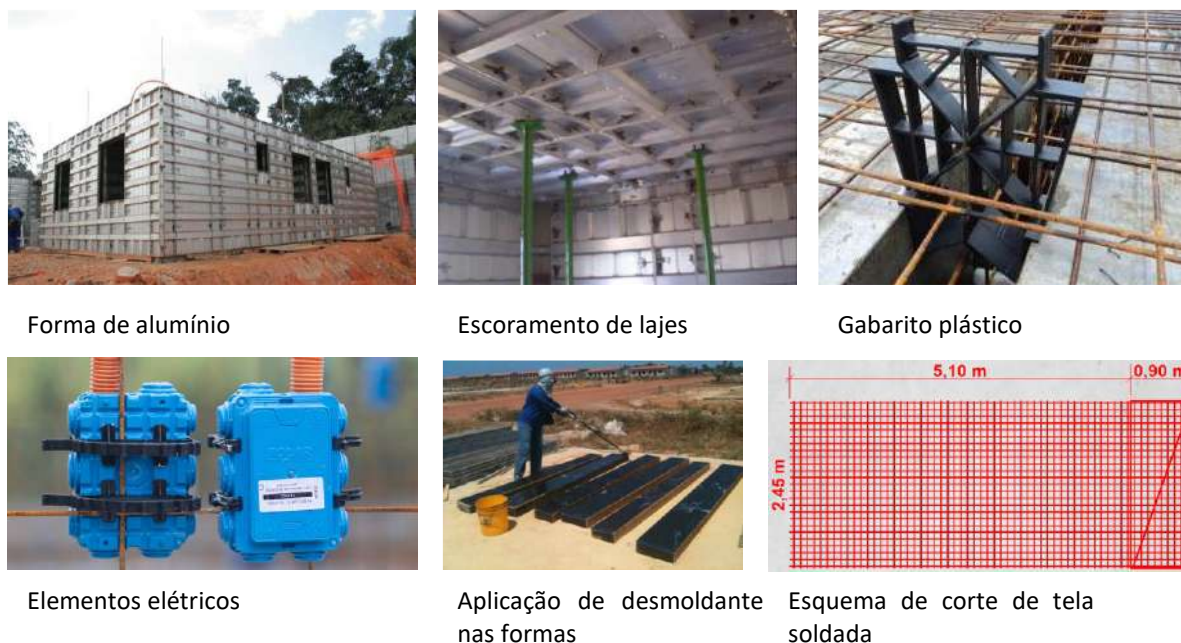 Forma de alumínio
Escoramento de lajes
Gabarito plástico
5,10 m
0,90 m
2,45 m
Elementos elétricos
Aplicação de desmoldante
nas formas
Esquema de corte de tela
soldada